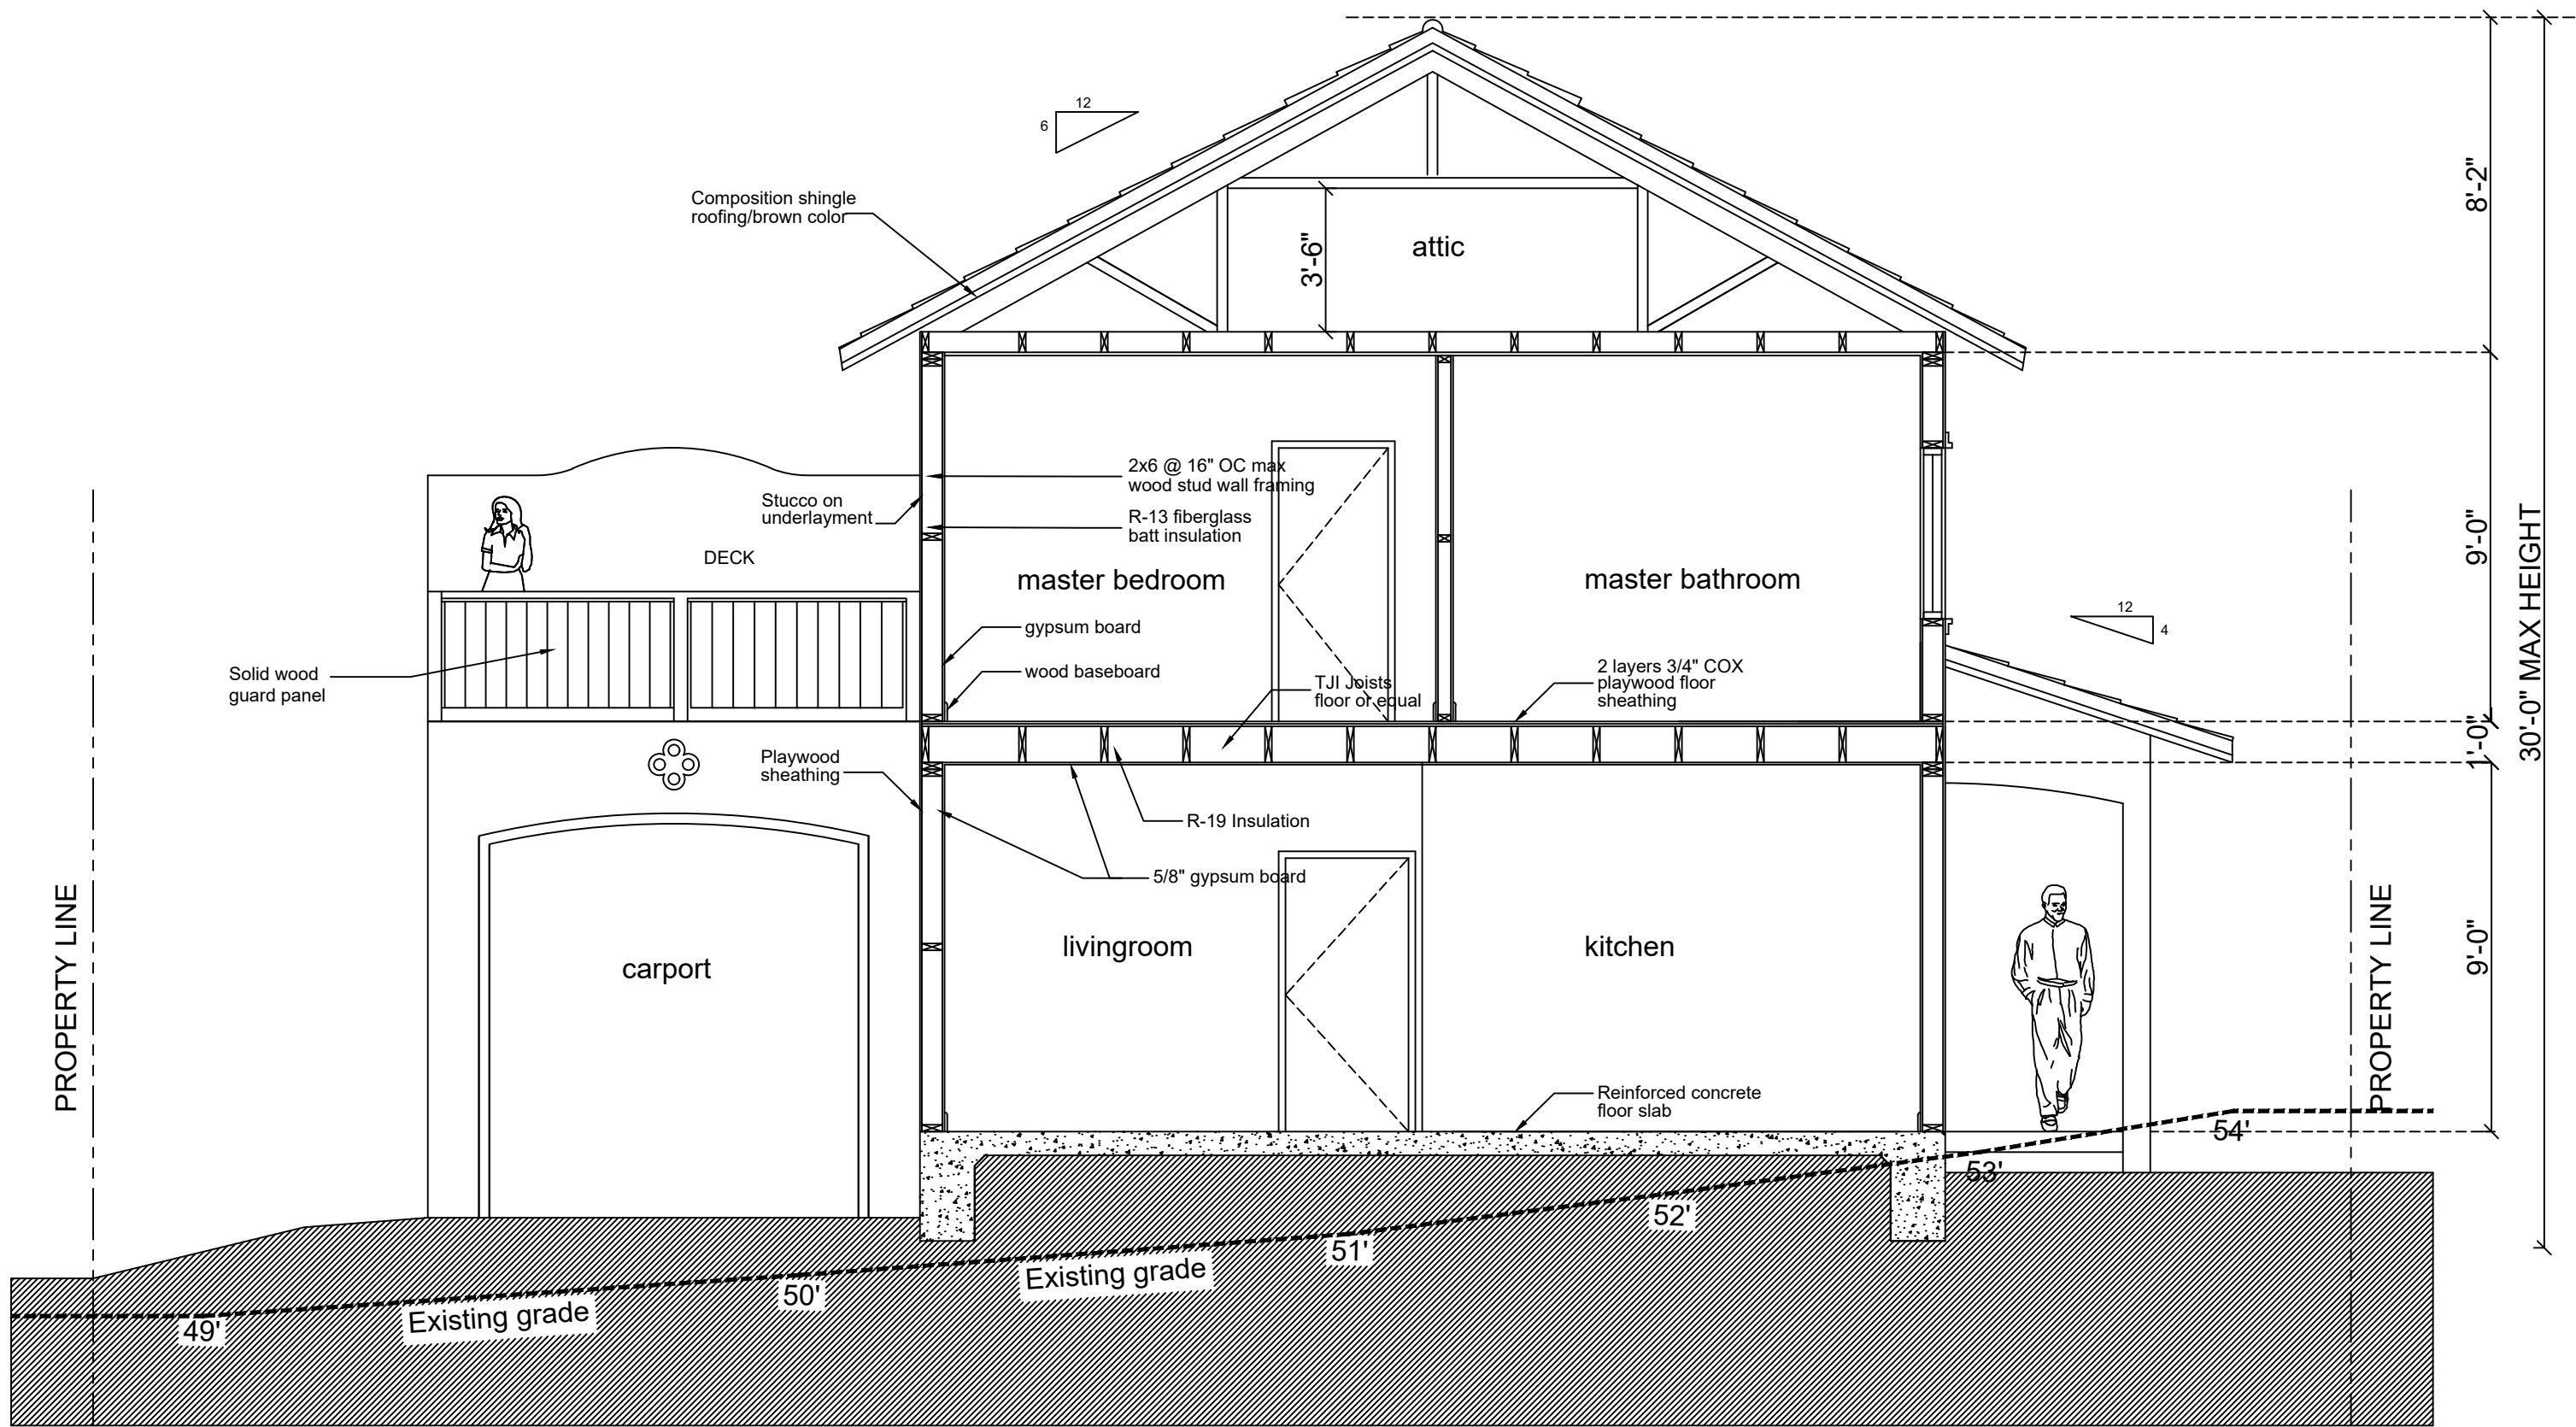 12
6
8'-2"
Composition shingle
roofing/brown color
3'-6"
attic
2x6 @ 16" OC max
wood stud wall framing
Stucco on
underlayment
R-13 fiberglass
batt insulation
DECK
master bedroom
master bathroom
9'-0"
30'-0" MAX HEIGHT
12
4
gypsum board
Solid wood
guard panel
wood baseboard
TJI Joists
floor or equal
2 layers 3/4" COX
playwood floor
sheathing
1'-0"
Playwood
sheathing
R-19 Insulation
5/8" gypsum board
PROPERTY LINE
carport
livingroom
kitchen
9'-0"
PROPERTY LINE
Reinforced concrete
floor slab
54'
53'
52'
51'
Existing grade
50'
Existing grade
49'